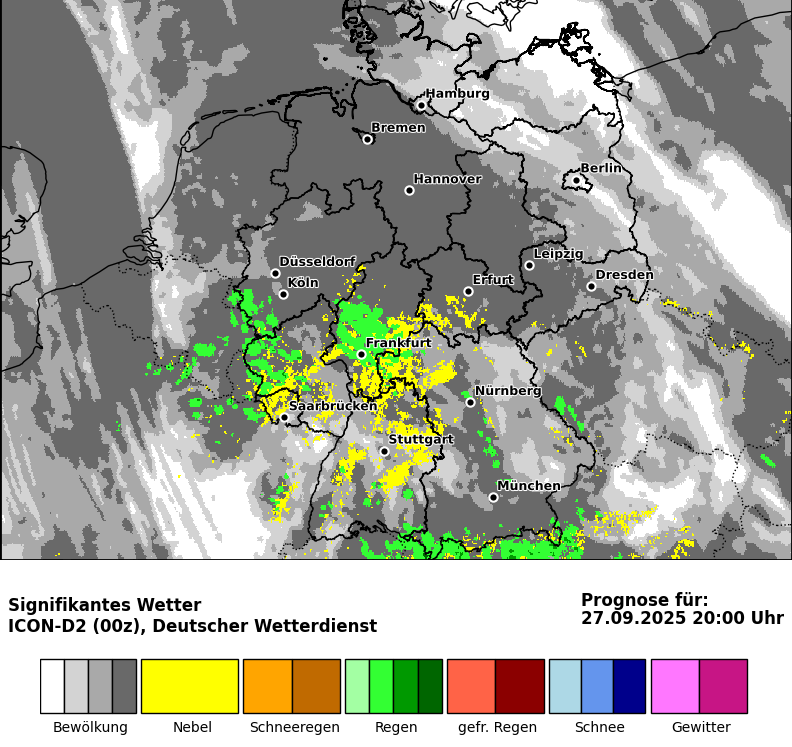 Hamburg
Bremen
Berlin
Hannover
Düsseldorf
Leipzig
Köln
Erfurt
Dresden
Frankfurt
Nürnberg
Saarbrücken
Stuttgart
München
Signifikantes Wetter
ICON-D2 (00z), Deutscher Wetterdienst
Prognose für:
27.09.2025 20:00 Uhr
Bewölkung
Nebel
Schneeregen
Regen
gefr. Regen
Schnee
Gewitter